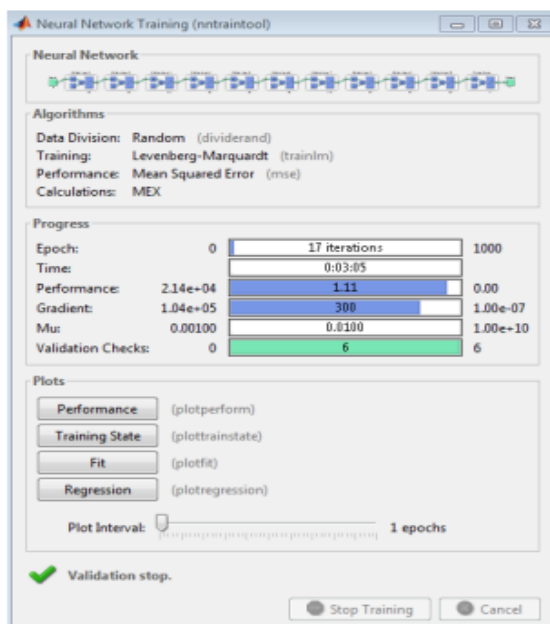 Neural Network Training (nntraintool)
Neural Network
Algorithms
Data Division: Random (dividerand)
Training: Levenberg-Marquardt (trainlm)
Performance: Mean Squared Error (mse)
Calculations: MEX
Progress
Epoch: 0 17 iterations 1000
Time: 0:03:05
Performance: 2.14e+04 1.11 0.00
Gradient: 1.04e+05 300 1.00e-07
Mu: 0.00100 0.0100 1.00e+10
Validation Checks: 0 6 6
Plots
Performance (plotperform)
Training State (plottrainstate)
Fit (plotfit)
Regression (plotregression)
Plot Interval: 1 epochs
Validation stop.
Stop Training Cancel